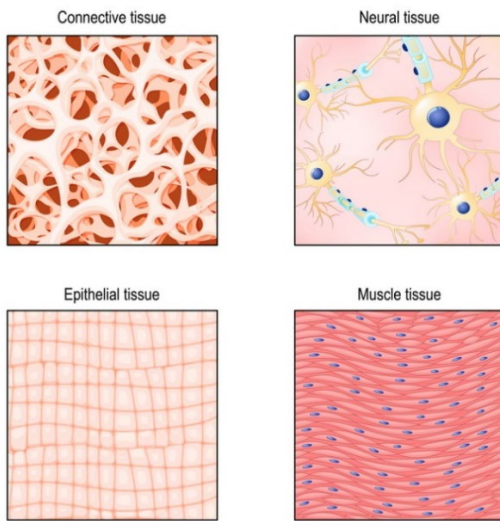 Connective tissue
Neural tissue
Epithelial tissue
Muscle tissue